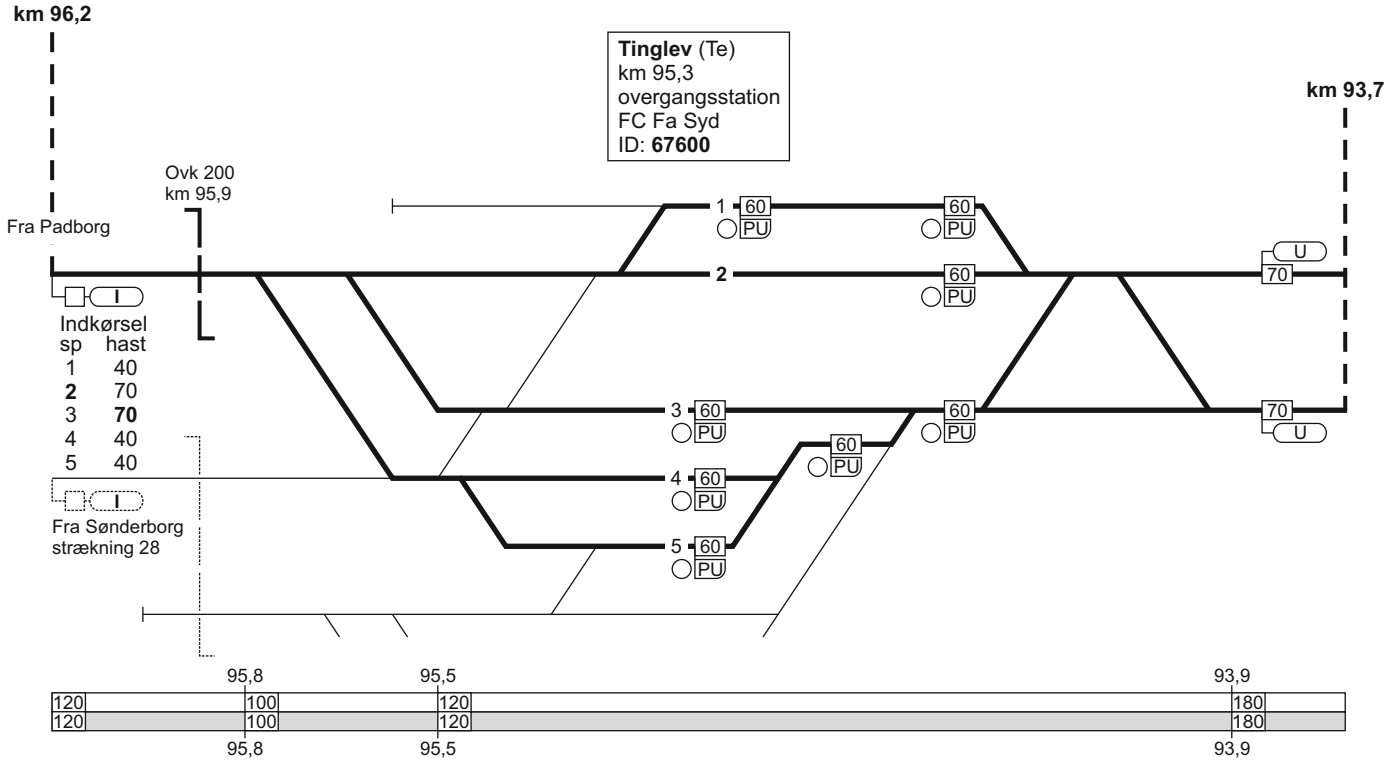 km 96,2
Tinglev (Te)
km 95,3
overgangsstation
FC Fa Syd
ID: 67600
km 93,7
Ovk 200
km 95,9
Fra Padborg
1 60 60
PU PU
U
2 60 70
PU
I
Indkørsel
sp hast
1 40
2 70
3 70
4 40
5 40
3 60 60 70
PU PU U
60
PU
4 60
PU
I
Fra Sønderborg
strækning 28
5 60
PU
95,8 95,5 93,9
120 100 120 180
120 100 120 180
95,8 95,5 93,9